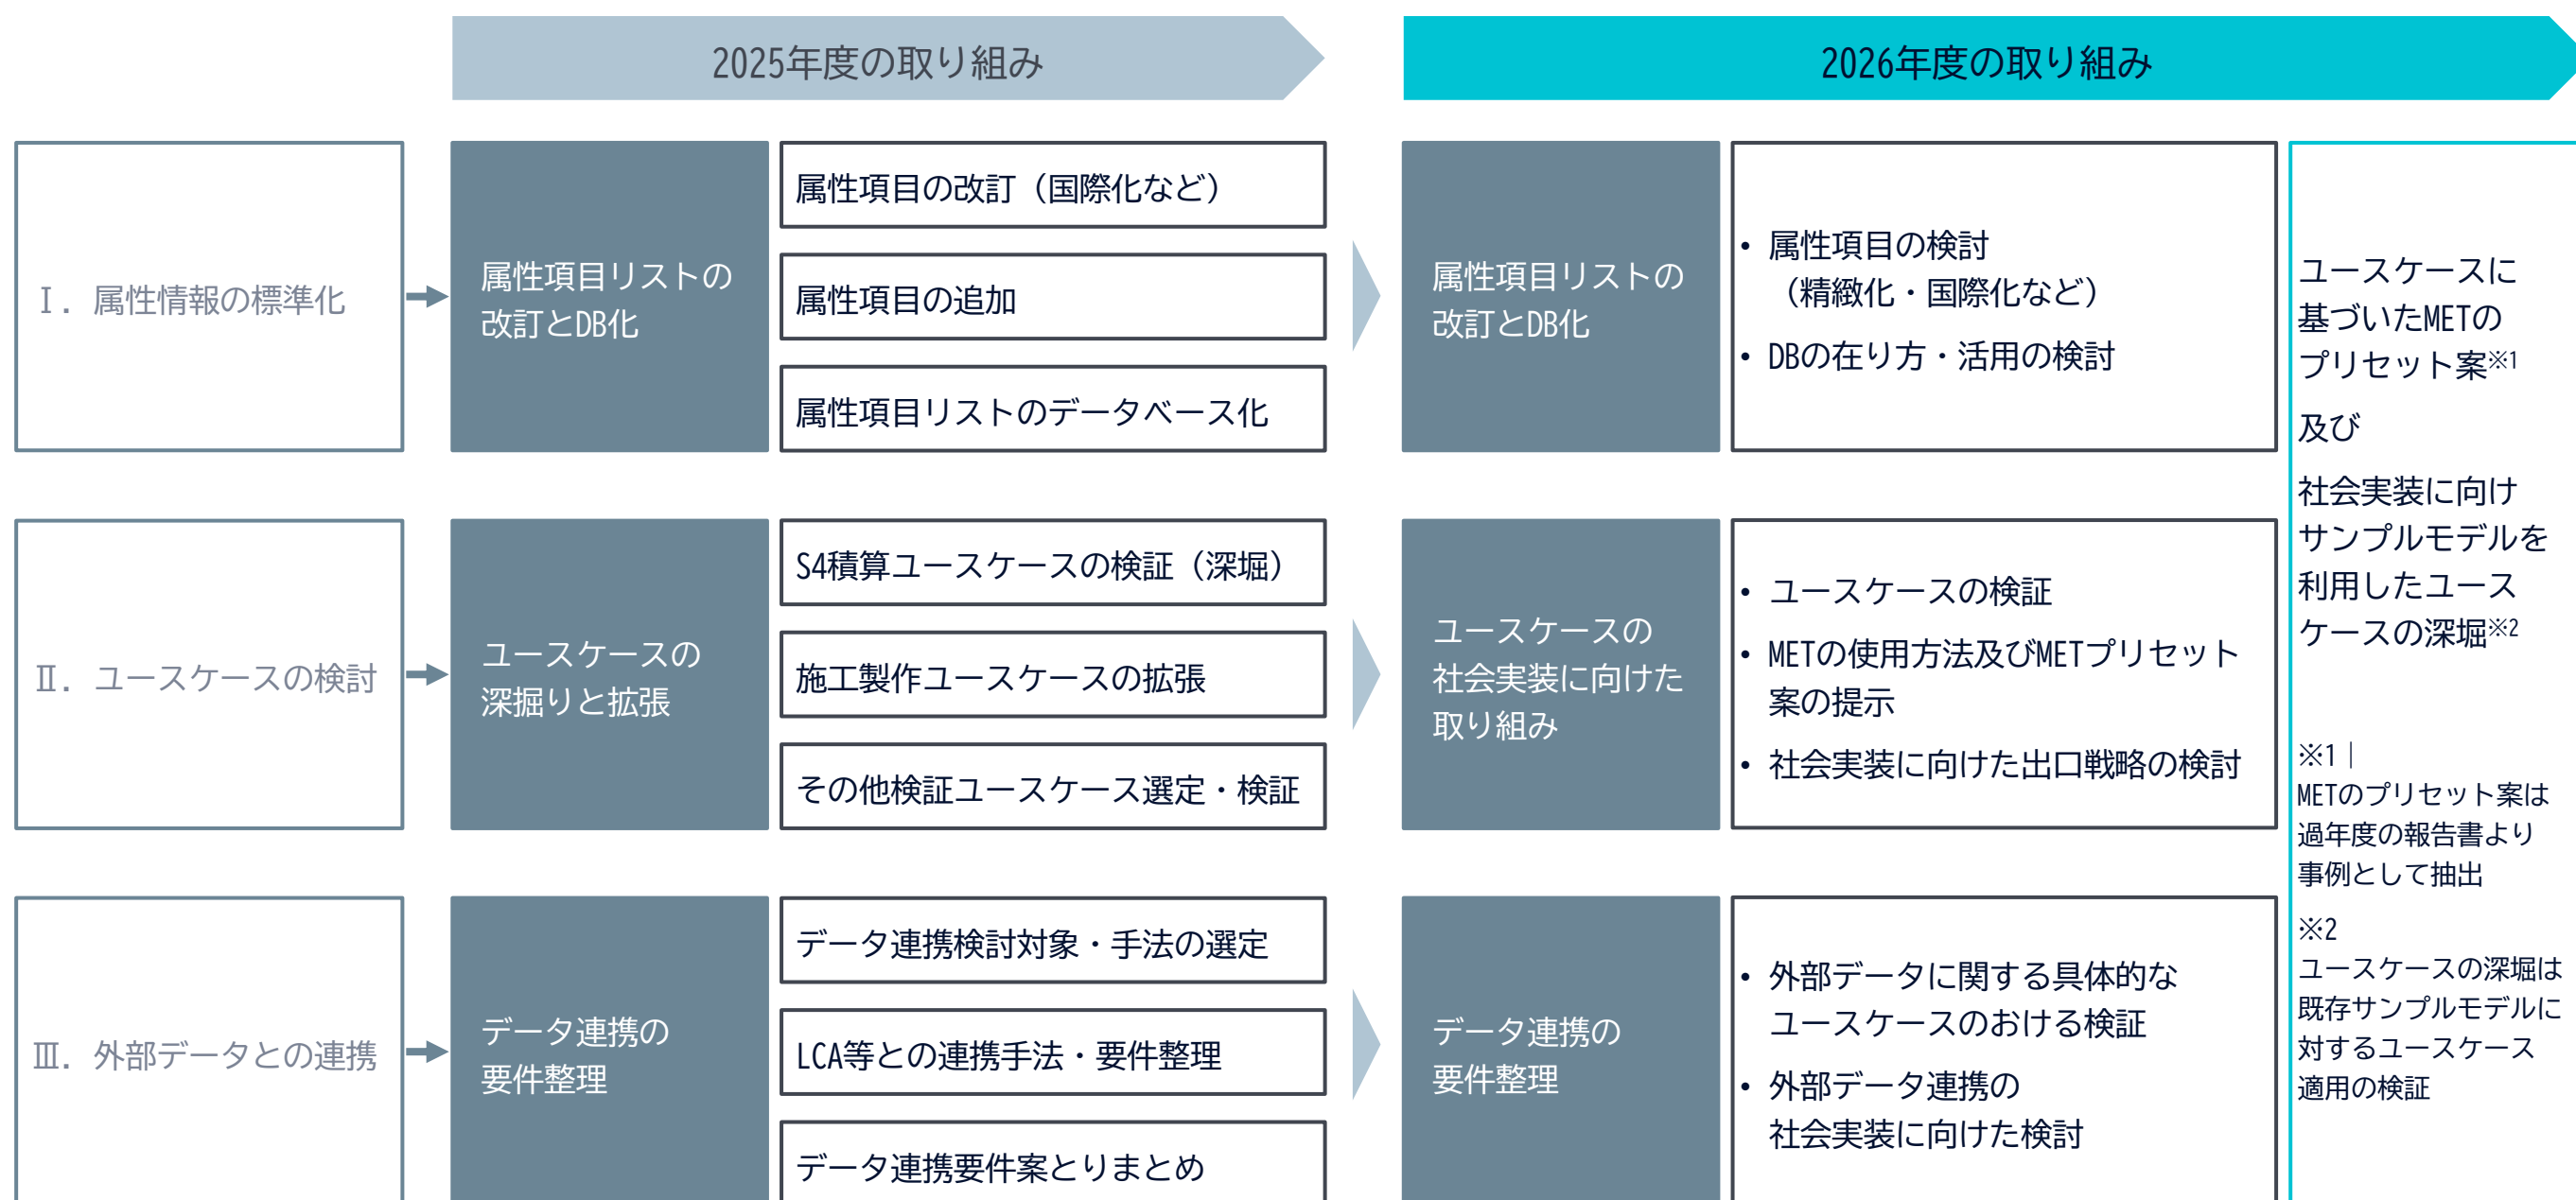 2025年度の取り組み
2026年度の取り組み
Ⅰ. 属性情報の標準化
属性項目リストの
改訂とDB化
属性項目の改訂（国際化など）
属性項目の追加
属性項目リストのデータベース化
属性項目リストの
改訂とDB化
• 属性項目の検討
（精緻化・国際化など）
• DBの在り方・活用の検討
Ⅱ. ユースケースの検討
ユースケースの
深掘りと拡張
S4積算ユースケースの検証（深堀）
施工製作ユースケースの拡張
その他検証ユースケース選定・検証
ユースケースの
社会実装に向けた
取り組み
• ユースケースの検証
• METの使用方法及びMETプリセット
案の提示
• 社会実装に向けた出口戦略の検討
Ⅲ. 外部データとの連携
データ連携の
要件整理
データ連携検討対象・手法の選定
LCA等との連携手法・要件整理
データ連携要件案とりまとめ
データ連携の
要件整理
• 外部データに関する具体的な
ユースケースのおける検証
• 外部データ連携の
社会実装に向けた検討
ユースケースに
基づいたMETの
プリセット案※1
及び
社会実装に向け
サンプルモデルを
利用したユース
ケースの深堀※2
※1｜
METのプリセット案は
過年度の報告書より
事例として抽出
※2
ユースケースの深堀は
既存サンプルモデルに
対するユースケース
適用の検証